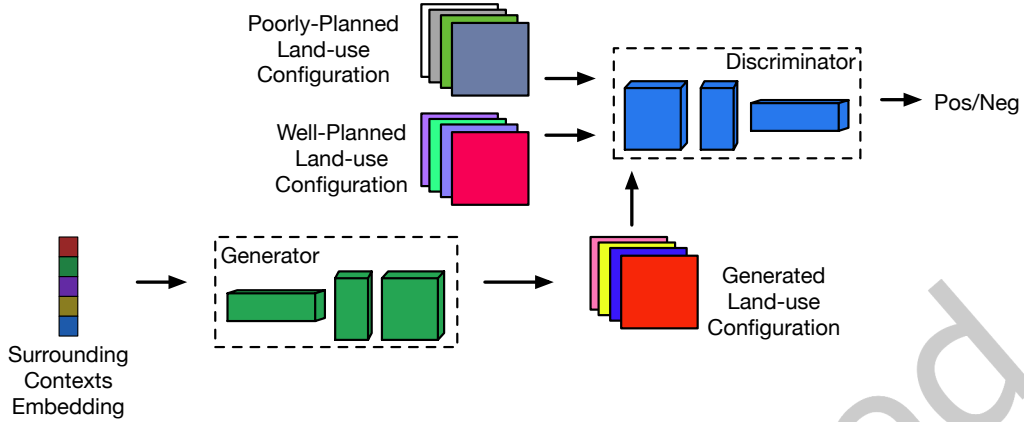 Poorly-Planned
Land-use
Configuration
Discriminator
Pos/Neg
Well-Planned
Land-use
Configuration
Generator
Generated
Land-use
Configuration
Surrounding
Contexts
Embedding